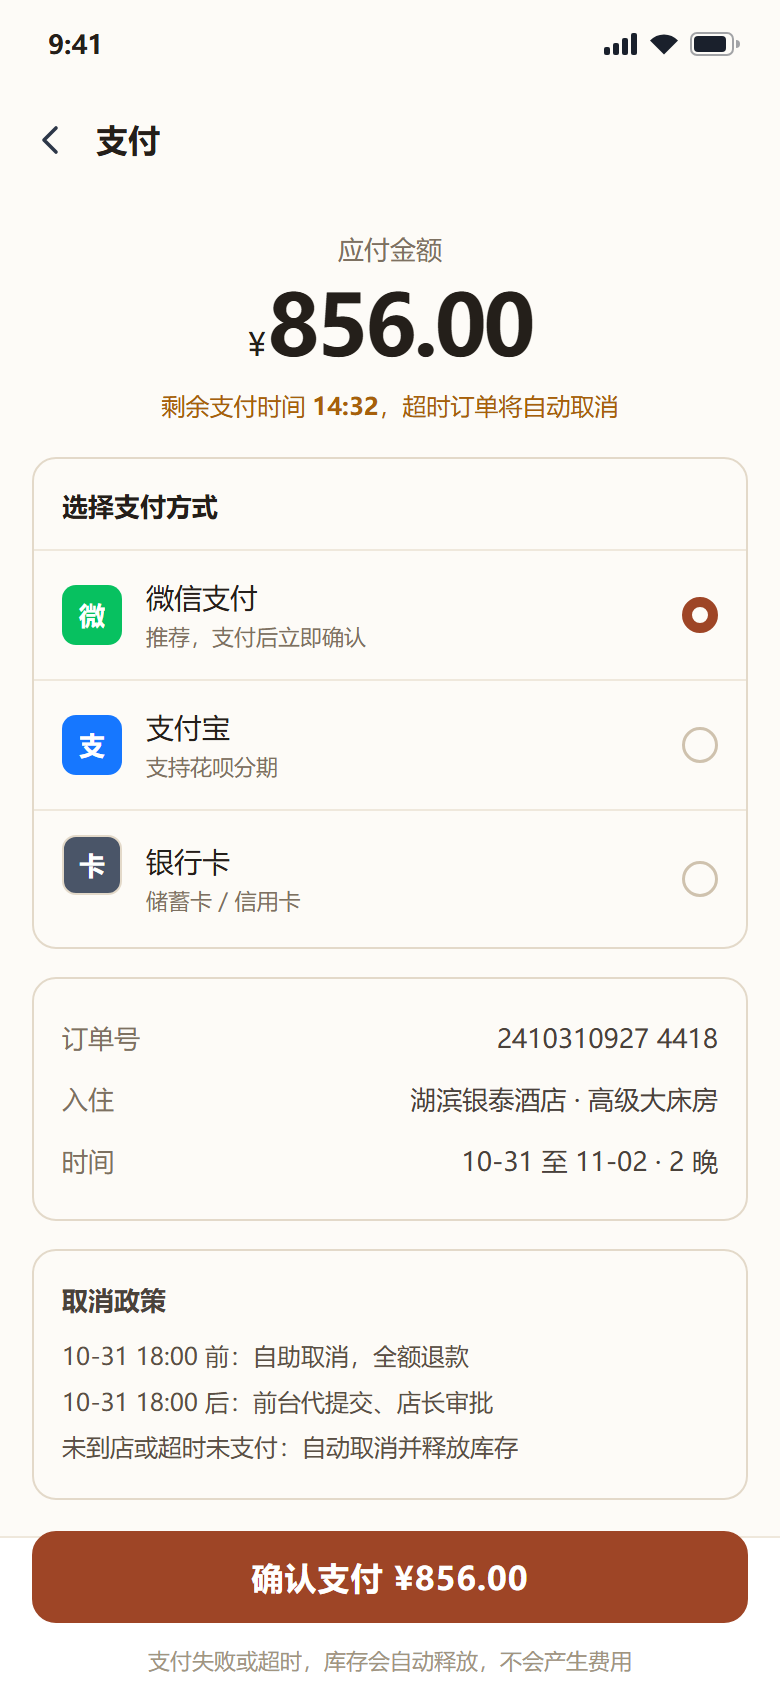 9:41
支付
应付金额
¥856.00
剩余支付时间 14:32，超时订单将自动取消
选择支付方式
微
微信支付
推荐，支付后立即确认
支
支付宝
支持花呗分期
卡
银行卡
储蓄卡 / 信用卡
订单号 2410310927 4418
入住 湖滨银泰酒店 · 高级大床房
时间 10-31 至 11-02 · 2 晚
取消政策
10-31 18:00 前：自助取消，全额退款
10-31 18:00 后：前台代提交、店长审批
未到店或超时未支付：自动取消并释放库存
确认支付 ¥856.00
支付失败或超时，库存会自动释放，不会产生费用